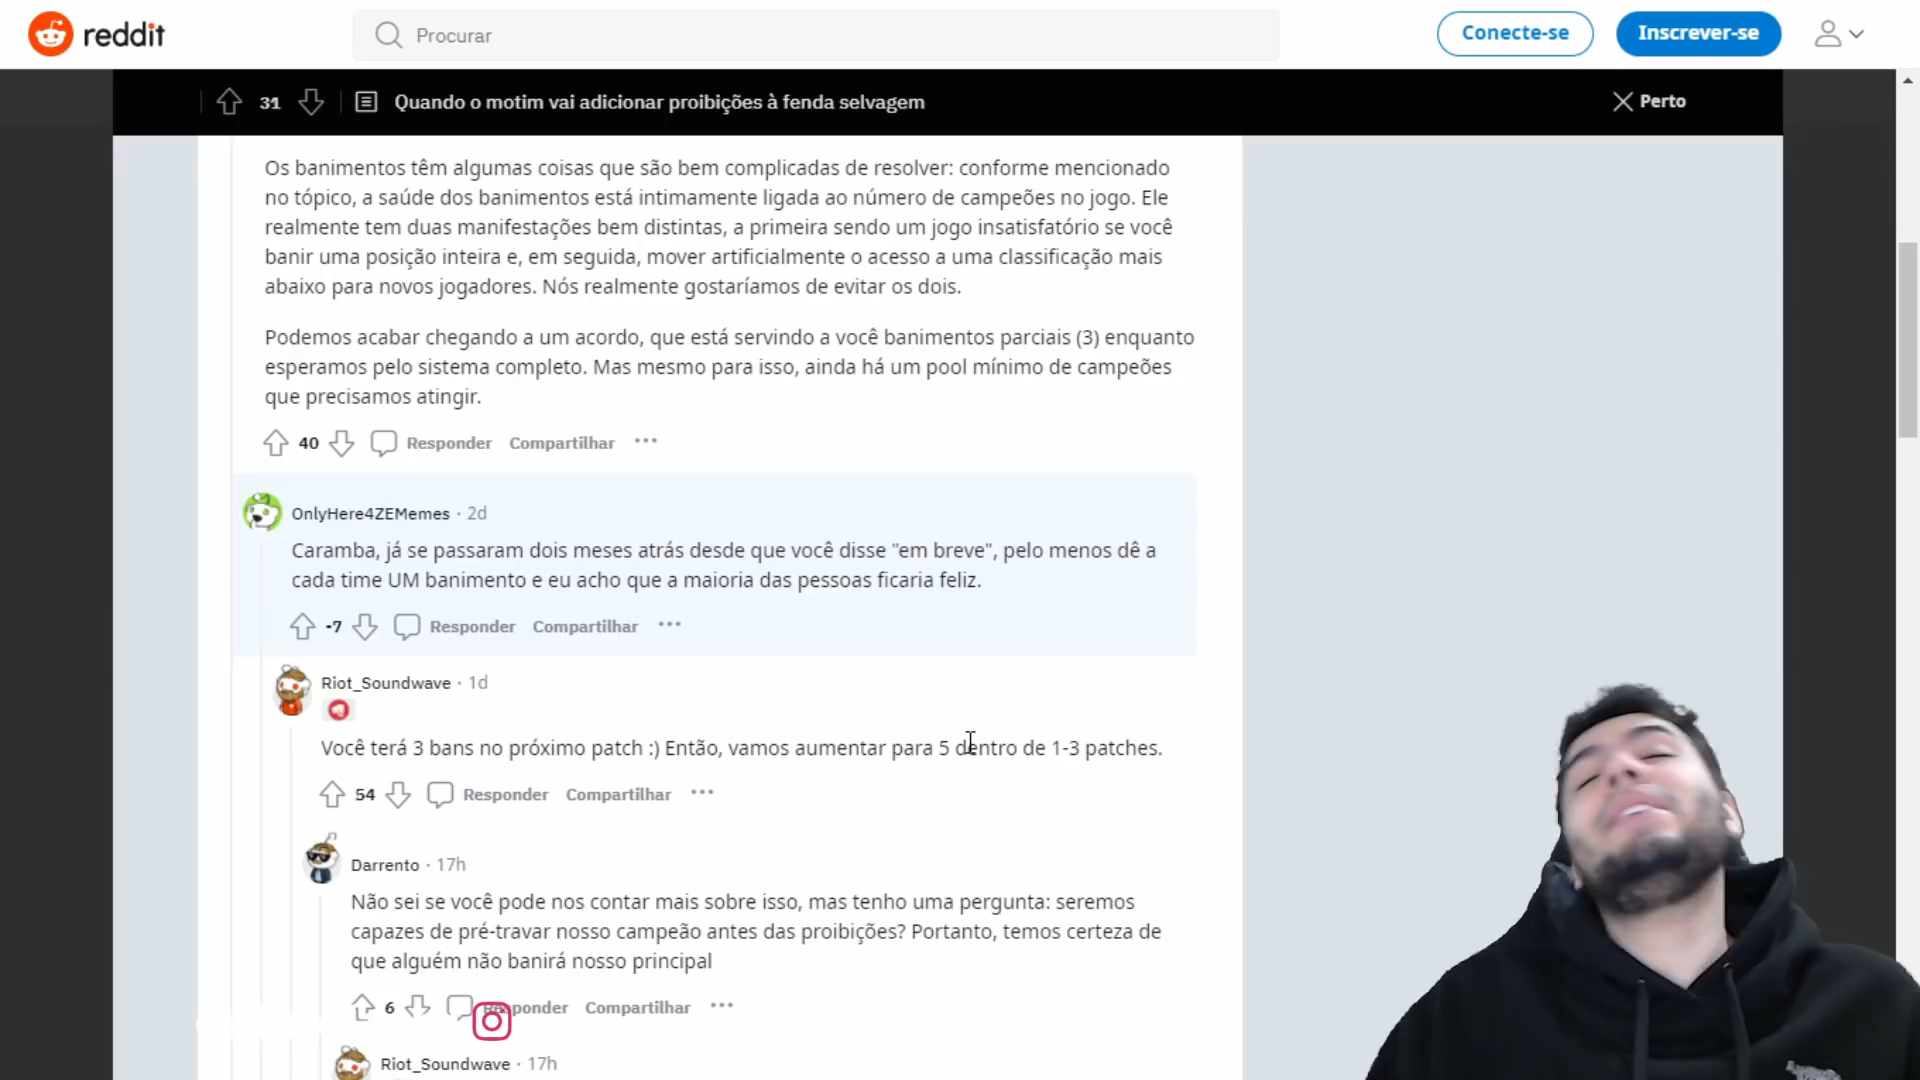 reddit
Procurar
Conecte-se
Inscrever-se
31
Quando o motim vai adicionar proibições à fenda selvagem
Perto
Os banimentos têm algumas coisas que são bem complicadas de resolver: conforme mencionado
no tópico, a saúde dos banimentos está intimamente ligada ao número de campeões no jogo. Ele
realmente tem duas manifestações bem distintas, a primeira sendo um jogo insatisfatório se você
banir uma posição inteira e, em seguida, mover artificialmente o acesso a uma classificação mais
abaixo para novos jogadores. Nós realmente gostaríamos de evitar os dois.
Podemos acabar chegando a um acordo, que está servindo a você banimentos parciais (3) enquanto
esperamos pelo sistema completo. Mas mesmo para isso, ainda há um pool mínimo de campeões
que precisamos atingir.
40 Responder Compartilhar ...
OnlyHere4ZEMemes · 2d
Caramba, já se passaram dois meses atrás desde que você disse "em breve", pelo menos dê a
cada time UM banimento e eu acho que a maioria das pessoas ficaria feliz.
-7 Responder Compartilhar ...
Riot_Soundwave · 1d
Você terá 3 bans no próximo patch :) Então, vamos aumentar para 5 dentro de 1-3 patches.
54 Responder Compartilhar ...
Darrento · 17h
Não sei se você pode nos contar mais sobre isso, mas tenho uma pergunta: seremos
capazes de pré-travar nosso campeão antes das proibições? Portanto, temos certeza de
que alguém não banirá nosso principal
6 Responder Compartilhar ...
Riot_Soundwave · 17h